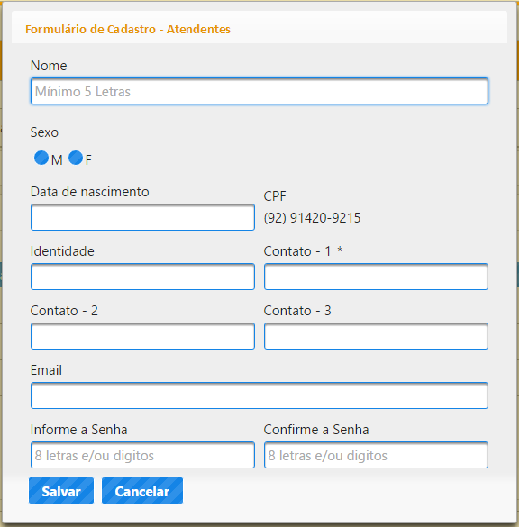 Formulário de Cadastro - Atendentes
Nome
Mínimo 5 Letras
Sexo
M F
Data de nascimento
CPF
(92) 91420-9215
Identidade
Contato - 1 *
Contato - 2
Contato - 3
Email
Informe a Senha
Confirme a Senha
8 letras e/ou digitos
8 letras e/ou digitos
Salvar
Cancelar